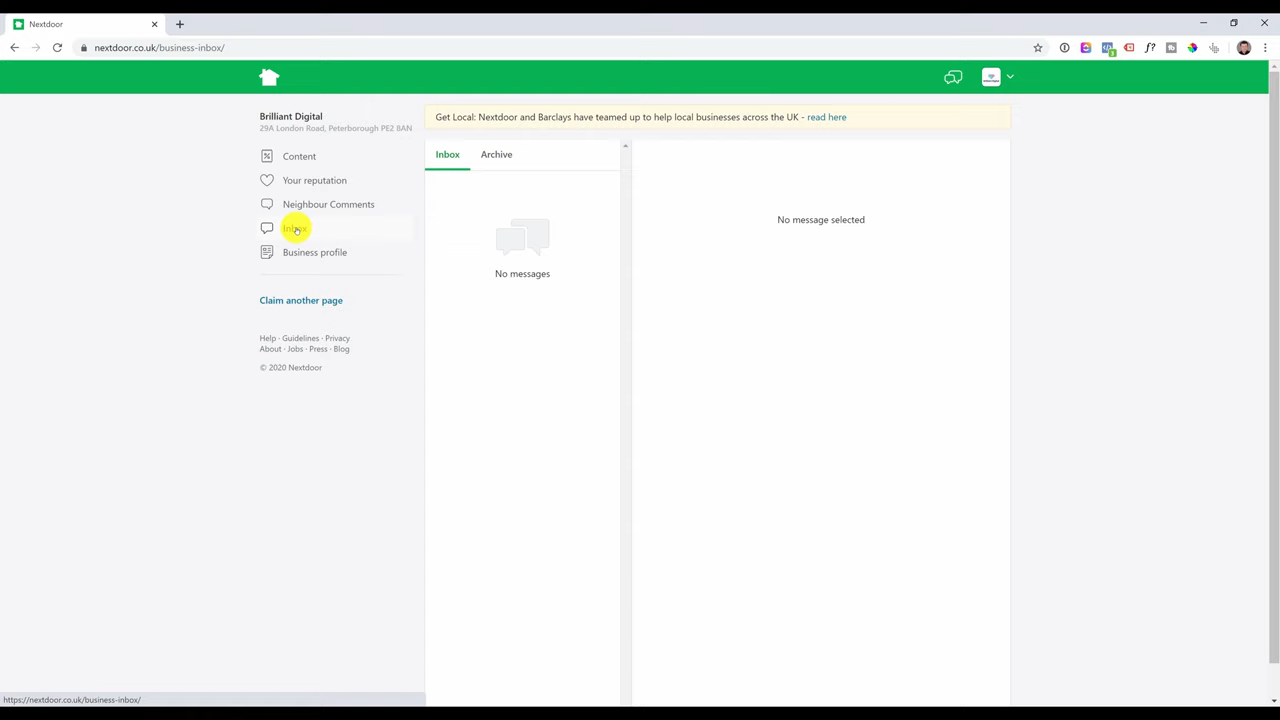 Nextdoor
nextdoor.co.uk/business-inbox/
Brilliant Digital
29A London Road, Peterborough PE2 8AN
Content
Your reputation
Neighbour Comments
Inbox
Business profile
Claim another page
Help · Guidelines · Privacy
About · Jobs · Press · Blog
© 2020 Nextdoor
Get Local: Nextdoor and Barclays have teamed up to help local businesses across the UK - read here
Inbox Archive
No messages
No message selected
https://nextdoor.co.uk/business-inbox/